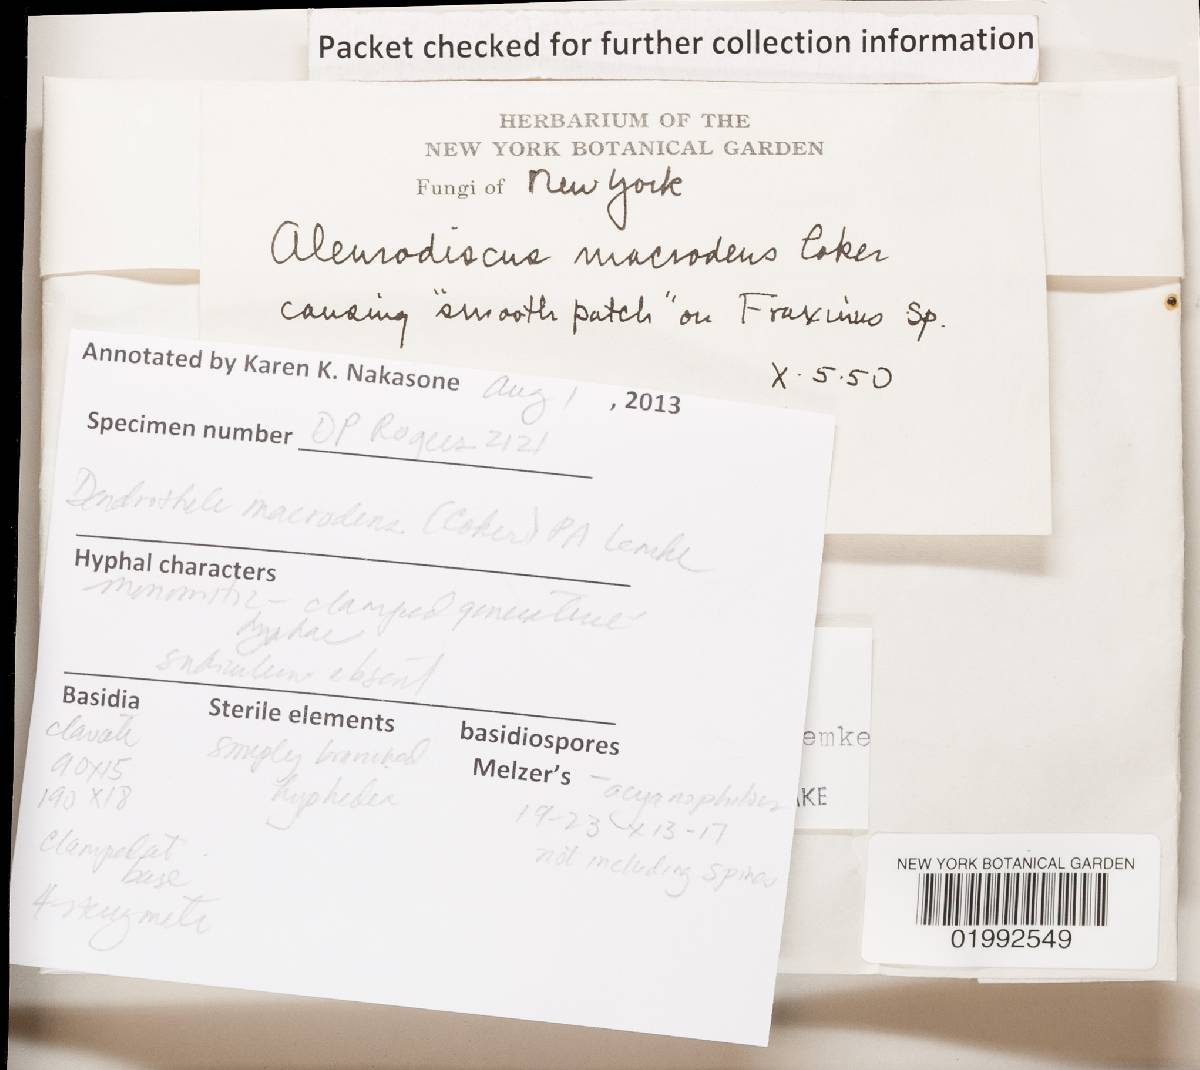 Packet checked for further collection information
HERBARIUM OF THE
NEW YORK BOTANICAL GARDEN
Fungi of New York
Aleurodiscus macrodens Coker
causing "smooth patch" on Fraxinus Sp.
X·5·50
Annotated by Karen K. Nakasone Aug 1 , 2013
Specimen number DP Rogers 2121
Dendrothele macrodens (Coker) PA Lemke
Hyphal characters
monomitic - clamped generative
hyphae
subiculum absent
Basidia
clavate
90x15
190 x 18
clamped at
base
4-sterigmate
Sterile elements
simply branched
hyphidia
basidiospores
Melzer's - acyanophilous
19-23 x 13-17
not including spines
emke
KE
NEW YORK BOTANICAL GARDEN
01992549